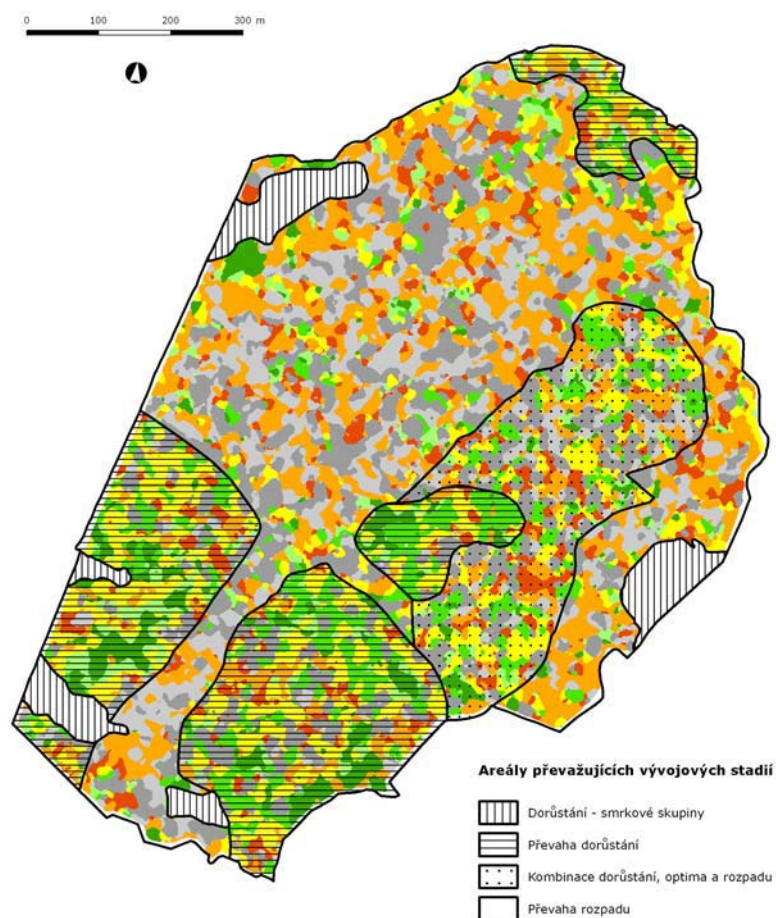 0 100 200 300 m
Areály převažujících vývojových stadií
Dorůstání - smrkové skupiny
Převaha dorůstání
Kombinace dorůstání, optima a rozpadu
Převaha rozpadu